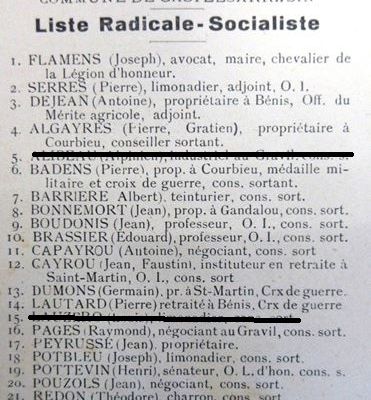 Liste Radicale-Socialiste
1. FLAMENS (Joseph), avocat, maire, chevalier de
la Légion d'honneur.
2. SERRES (Pierre), limonadier, adjoint, O. I.
3. DEJEAN (Antoine), propriétaire à Bénis, Off. du
Mérite agricole, adjoint.
4. ALGAYRES (Pierre, Gratien), propriétaire à
Courbieu, conseiller sortant.
5.
6. BADENS (Pierre), prop. à Courbieu, médaille mi-
litaire et croix de guerre, cons. sortant.
7. BARRIERE Albert), teinturier, cons. sort.
8. BONNEMORT (Jean), prop. à Gandalou, cons. sort.
9. BOUDONIS (Jean), professeur, O. I., cons. sort.
10. BRASSIER (Edouard), professeur, O. I., cons. sort.
11. CAPAYROU (Antoine), négociant, cons sort
12. CAYROU (Jean, Faustin), instituteur en retraite à
Saint-Martin, O. I., cons. sort
13. DUMONS (Germain), pr. à St-Martin, Crx de guerre.
14. LAUTARD (Pierre) retraité à Bénis, Crx de guerre
15.
16. PAGES (Raymond), négociant au Gravil, cons. sort.
17. PEYRUSSE (Jean). propriétaire.
18 POTBLEU (Joseph), limonadier, cons. sort.
19. POTTEVIN (Henri), sénateur, O. L. d'hon. cons. s.
20. POUZOLS (Jean), négociant, cons. sort.
21. REDON (Théodore), charron, cons. sort